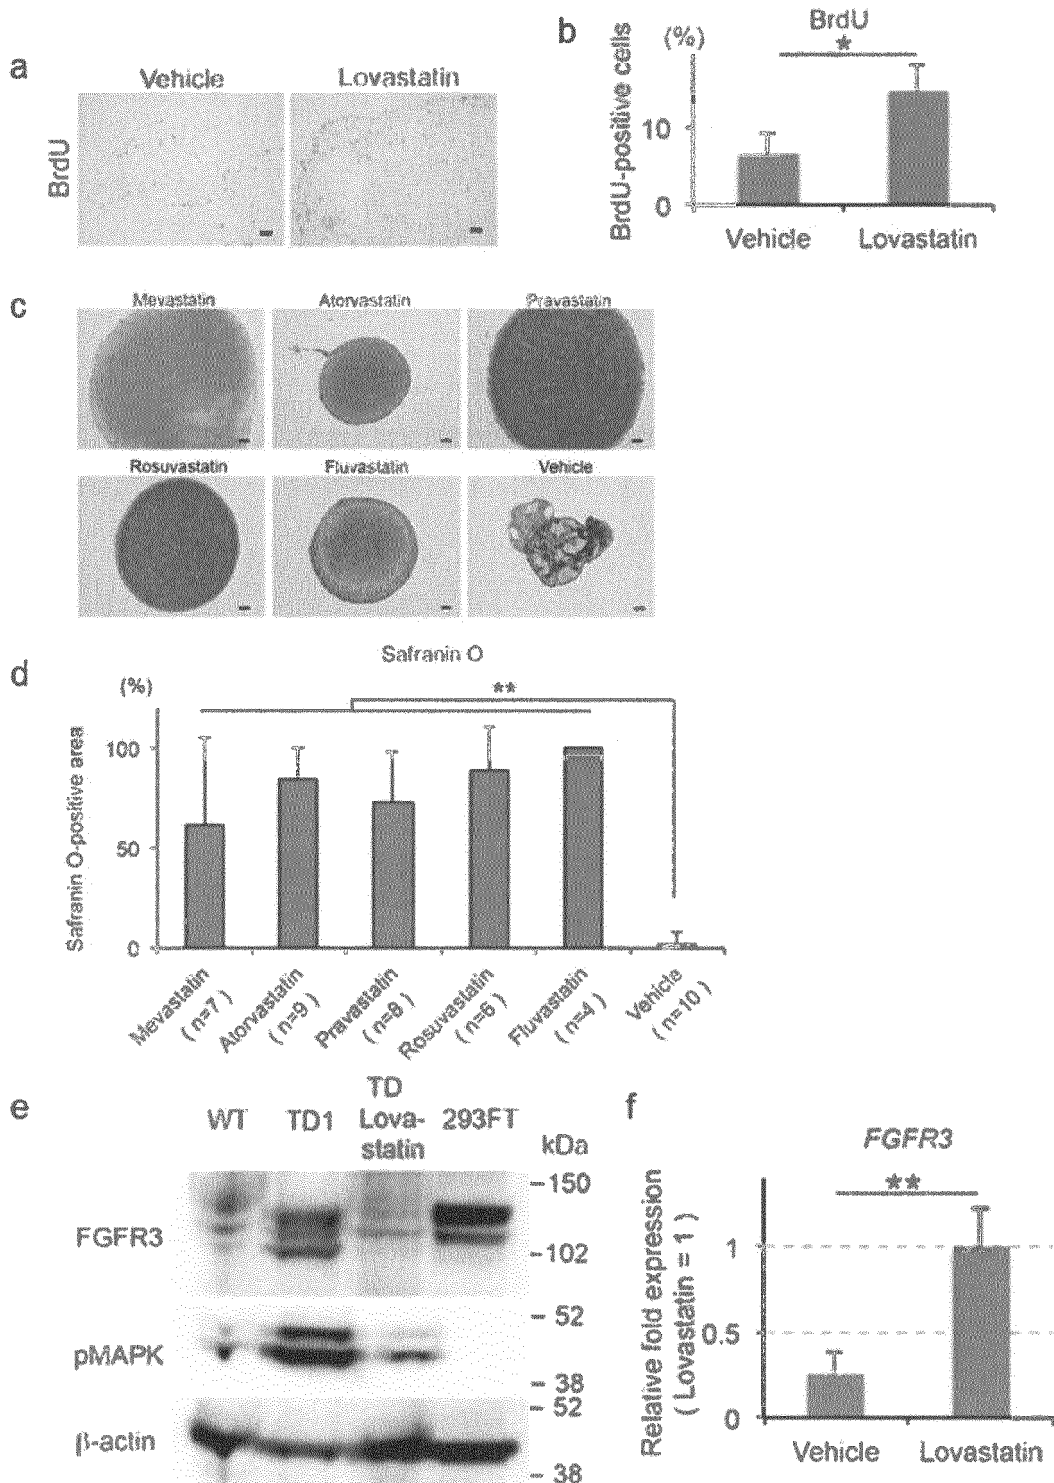 a
Vehicle
Lovastatin
BrdU
b
BrdU
(%)
*
BrdU-positive cells
10
0
Vehicle
Lovastatin
c
Mevastatin
Atorvastatin
Pravastatin
Rosuvastatin
Fluvastatin
Vehicle
d
Safranin O
(%)
**
Safranin O-positive area
100
50
0
Mevastatin
( n=7 )
Atorvastatin
( n=9 )
Pravastatin
( n=8 )
Rosuvastatin
( n=6 )
Fluvastatin
( n=4 )
Vehicle
( n=10 )
e
WT
TD1
TD
Lova-
statin
293FT
kDa
FGFR3
- 150
- 102
pMAPK
- 52
- 38
β-actin
- 52
- 38
f
FGFR3
**
Relative fold expression
( Lovastatin = 1 )
1
0.5
0
Vehicle
Lovastatin